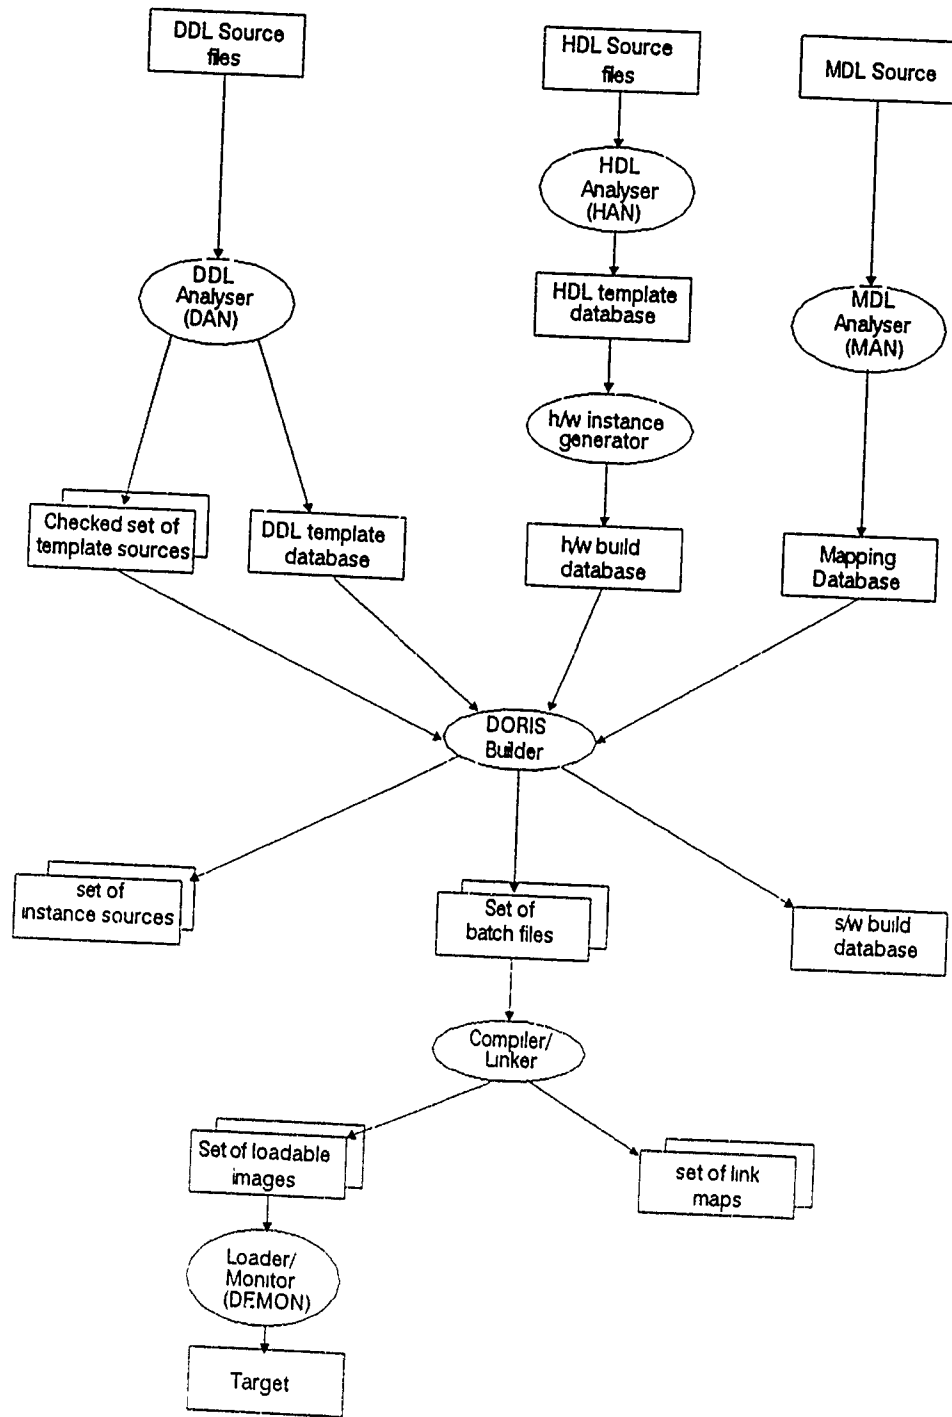 DDL Source
files
HDL Source
files
MDL Source
HDL
Analyser
(HAN)
DDL
Analyser
(DAN)
HDL template
database
MDL
Analyser
(MAN)
h/w instance
generator
Checked set of
template sources
DDL template
database
h/w build
database
Mapping
Database
DORIS
Builder
set of
instance sources
Set of
batch files
s/w build
database
Compiler/
Linker
Set of loadable
images
set of link
maps
Loader/
Monitor
(DEMON)
Target